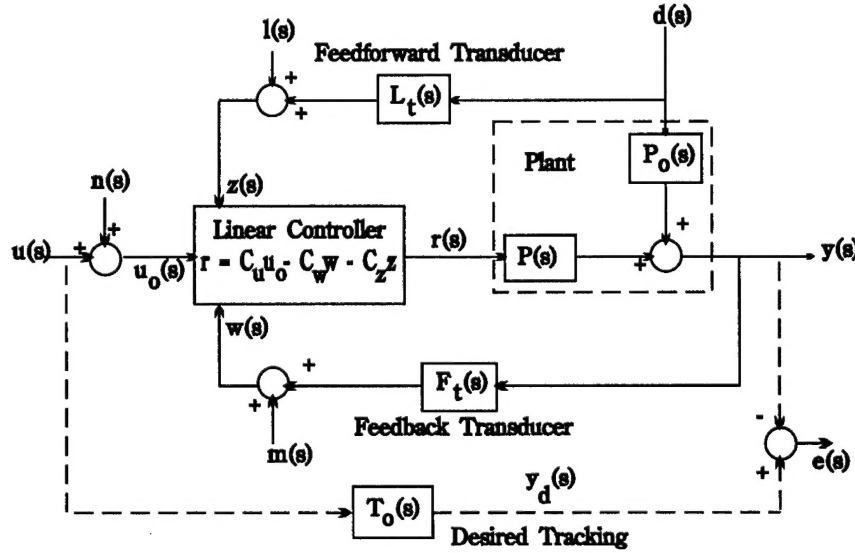 l(s)
d(s)
Feedforward Transducer
+
+
L_t(s)
Plant
P_o(s)
n(s)
z(s)
+
+
+
u(s)
u_o(s)
Linear Controller
r = C_u u_o - C_w w - C_z z
r(s)
P(s)
+
y(s)
w(s)
+
+
F_t(s)
Feedback Transducer
m(s)
-
+
e(s)
y_d(s)
T_o(s)
Desired Tracking